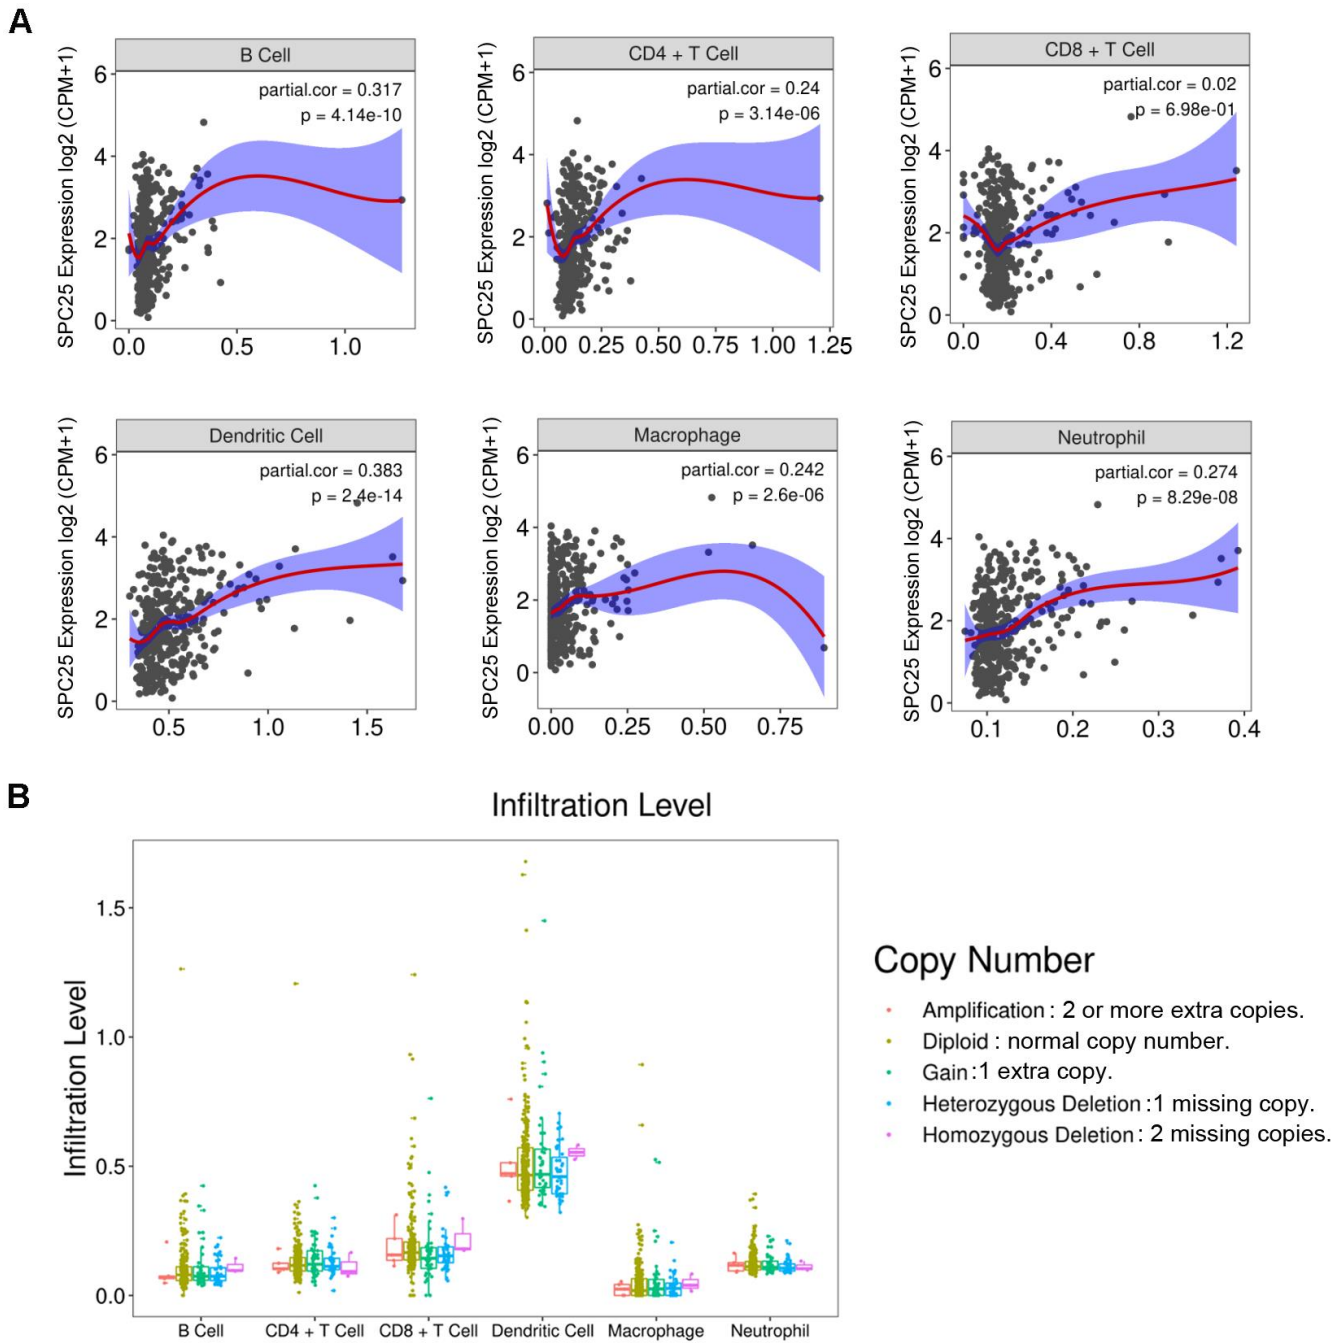 A
B Cell
partial.cor = 0.317
p = 4.14e-10
SPC25 Expression log2 (CPM+1)
6
4
2
0
0.0 0.5 1.0
CD4 + T Cell
partial.cor = 0.24
p = 3.14e-06
SPC25 Expression log2 (CPM+1)
6
4
2
0
0.00 0.25 0.50 0.75 1.00 1.25
CD8 + T Cell
partial.cor = 0.02
p = 6.98e-01
SPC25 Expression log2 (CPM+1)
6
4
2
0
0.0 0.4 0.8 1.2
Dendritic Cell
partial.cor = 0.383
p = 2.4e-14
SPC25 Expression log2 (CPM+1)
6
4
2
0
0.5 1.0 1.5
Macrophage
partial.cor = 0.242
p = 2.6e-06
SPC25 Expression log2 (CPM+1)
6
4
2
0
0.00 0.25 0.50 0.75
Neutrophil
partial.cor = 0.274
p = 8.29e-08
SPC25 Expression log2 (CPM+1)
6
4
2
0
0.1 0.2 0.3 0.4
B
Infiltration Level
Infiltration Level
1.5
1.0
0.5
0.0
B Cell CD4 + T Cell CD8 + T Cell Dendritic Cell Macrophage Neutrophil
Copy Number
Amplification : 2 or more extra copies.
Diploid : normal copy number.
Gain :1 extra copy.
Heterozygous Deletion :1 missing copy.
Homozygous Deletion : 2 missing copies.